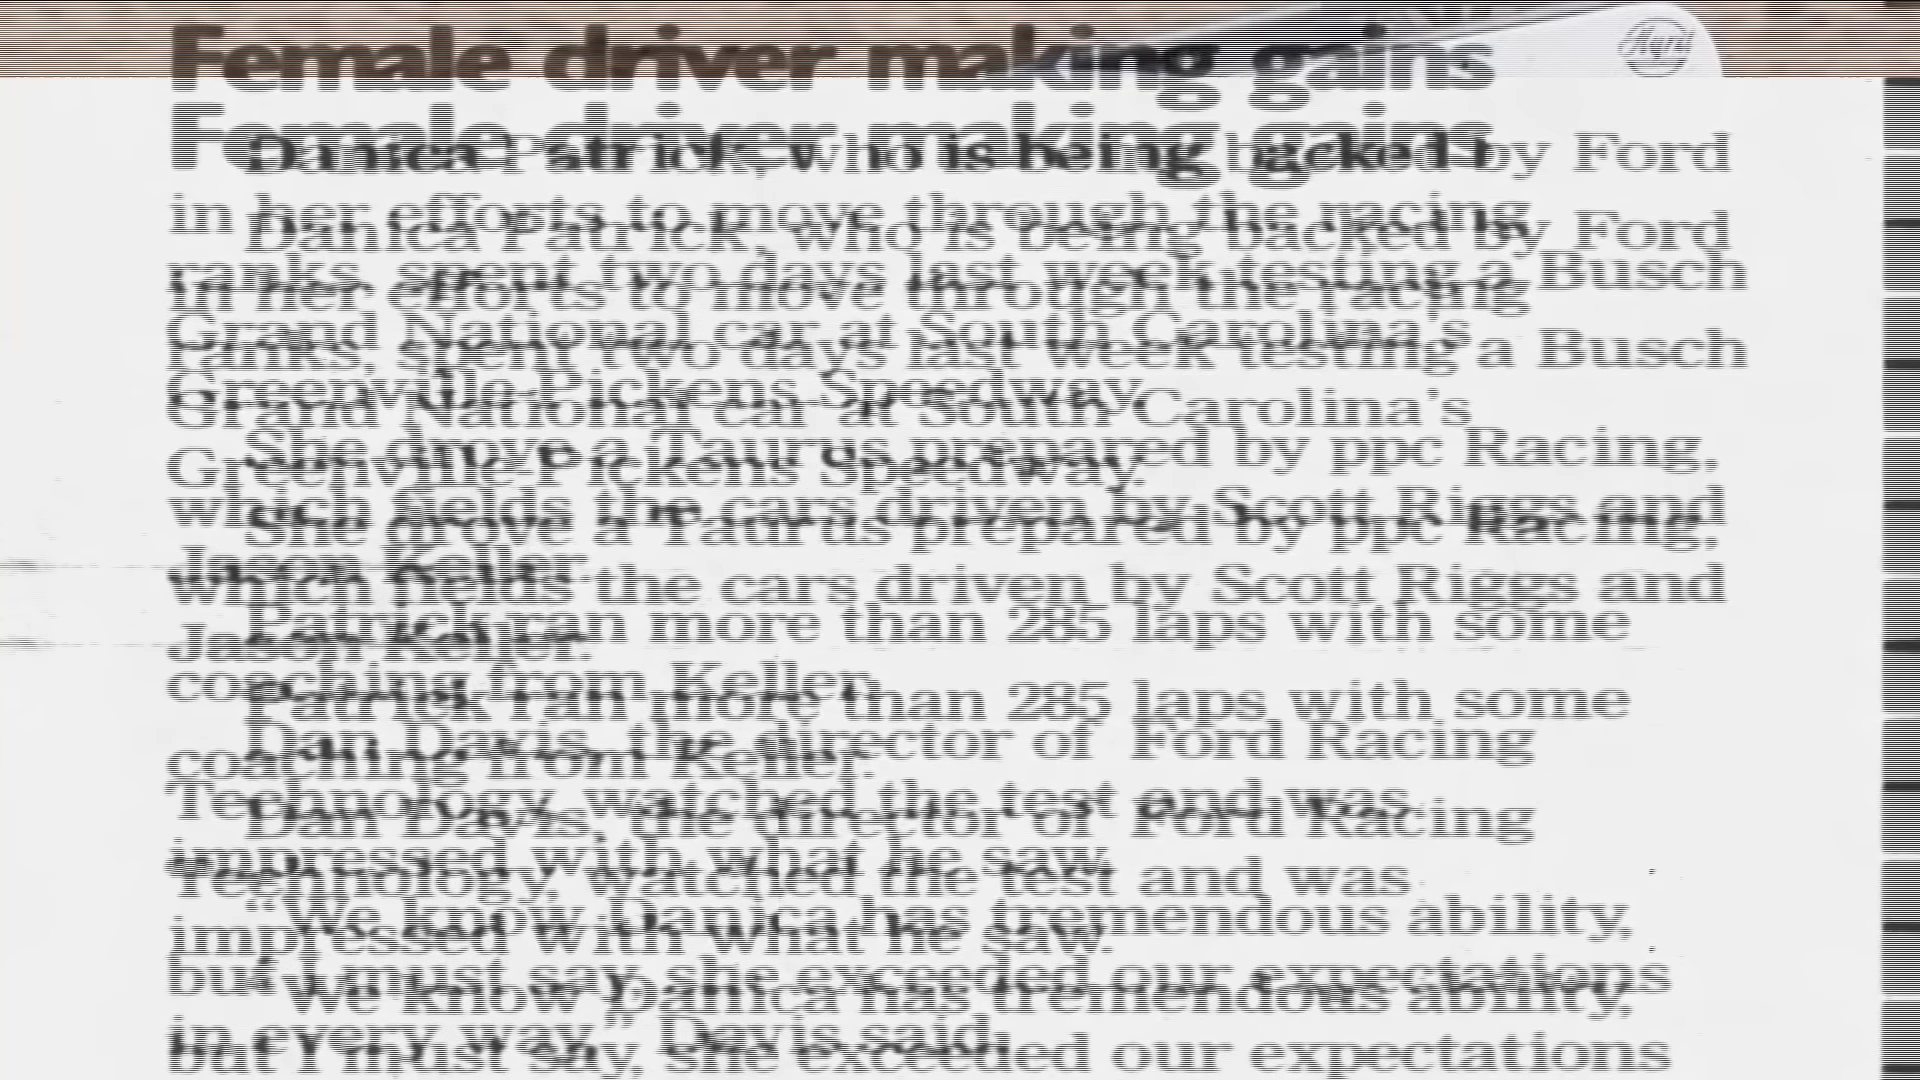 Female driver making gains
Danica Patrick, who is being backed by Ford
in her efforts to move through the racing
ranks, spent two days last week testing a Busch
Grand National car at South Carolina's
Greenville-Pickens Speedway.
She drove a Taurus prepared by ppc Racing,
which fields the cars driven by Scott Riggs and
Jason Keller.
Patrick ran more than 285 laps with some
coaching from Keller.
Dan Davis, the director of Ford Racing
Technology, watched the test and was
impressed with what he saw.
“We know Danica has tremendous ability,
but I must say, she exceeded our expectations
in every way,” Davis said.